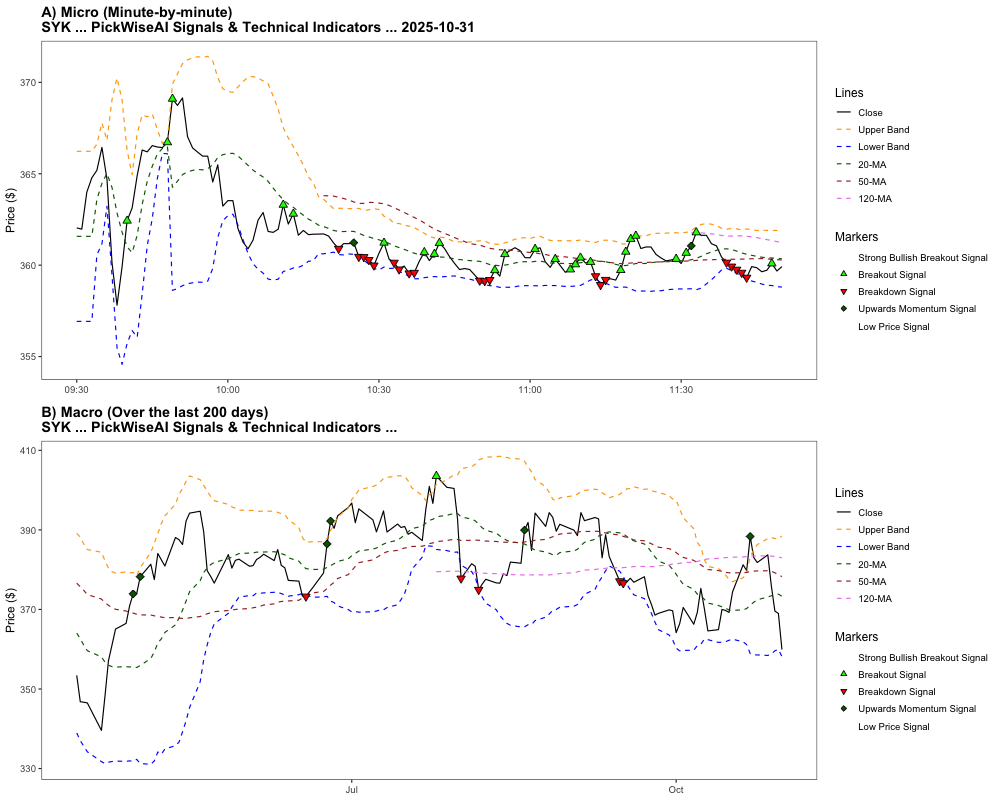 A) Micro (Minute-by-minute)
SYK ... PickWiseAI Signals & Technical Indicators ... 2025-10-31
Price ($)
370
365
360
355
09:30
10:00
10:30
11:00
11:30
Lines
Close
Upper Band
Lower Band
20-MA
50-MA
120-MA
Markers
Strong Bullish Breakout Signal
Breakout Signal
Breakdown Signal
Upwards Momentum Signal
Low Price Signal
B) Macro (Over the last 200 days)
SYK ... PickWiseAI Signals & Technical Indicators ...
Price ($)
410
390
370
350
330
Jul
Oct
Lines
Close
Upper Band
Lower Band
20-MA
50-MA
120-MA
Markers
Strong Bullish Breakout Signal
Breakout Signal
Breakdown Signal
Upwards Momentum Signal
Low Price Signal